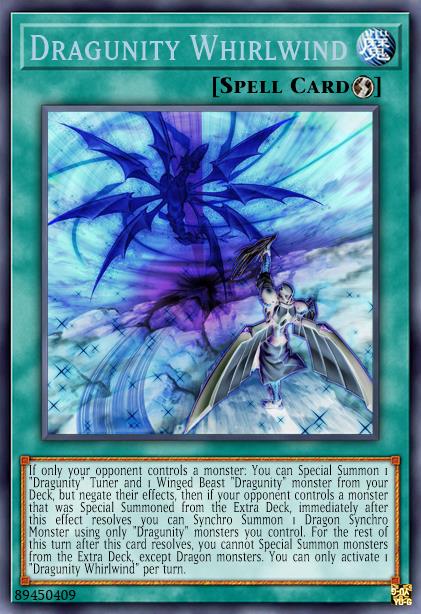 Dragunity Whirlwind
魔
[Spell Card]
If only your opponent controls a monster: You can Special Summon 1
"Dragunity" Tuner and 1 Winged Beast "Dragunity" monster from your
Deck, but negate their effects, then if your opponent controls a monster
that was Special Summoned from the Extra Deck, immediately after
this effect resolves you can Synchro Summon 1 Dragon Synchro
Monster using only "Dragunity" monsters you control. For the rest of
this turn after this card resolves, you cannot Special Summon monsters
from the Extra Deck, except Dragon monsters. You can only activate 1
"Dragunity Whirlwind" per turn.
89450409